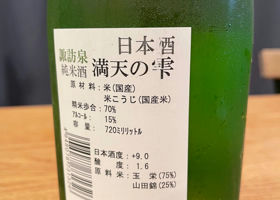 諏訪泉
純米酒
日本酒
満天の雫
原材料:米(国産)
米こうじ(国産米)
精米歩合:70%
アルコール:15%
容量:720ミリリットル
日本酒度:+9.0
酸度:1.6
原料米:玉栄(75%)
山田錦(25%)